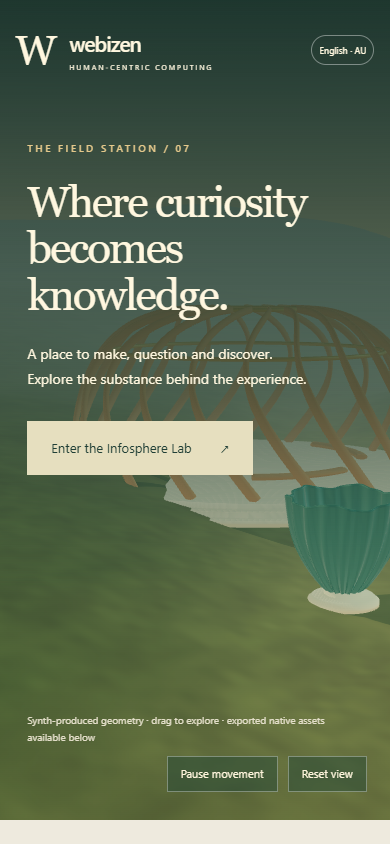 W webizen
HUMAN-CENTRIC COMPUTING
English · AU
THE FIELD STATION / 07
Where curiosity
becomes
knowledge.
A place to make, question and discover.
Explore the substance behind the experience.
Enter the Infosphere Lab ↗
Synth-produced geometry · drag to explore · exported native assets
available below
Pause movement
Reset view